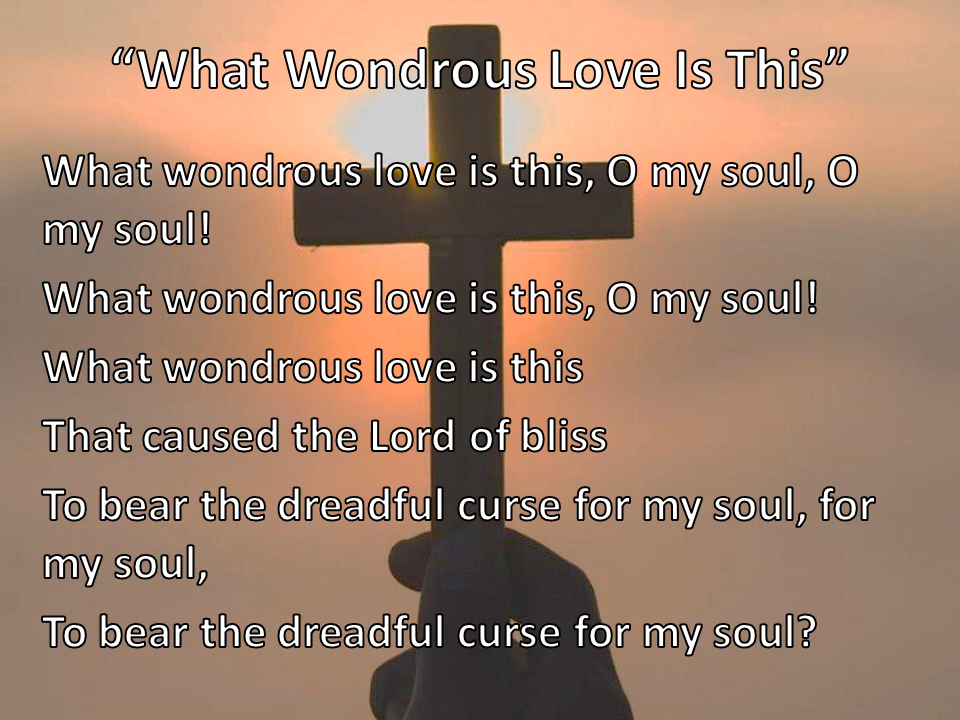 “What Wondrous Love Is This”
What wondrous love is this, O my soul, O
my soul!
What wondrous love is this, O my soul!
What wondrous love is this
That caused the Lord of bliss
To bear the dreadful curse for my soul, for
my soul,
To bear the dreadful curse for my soul?